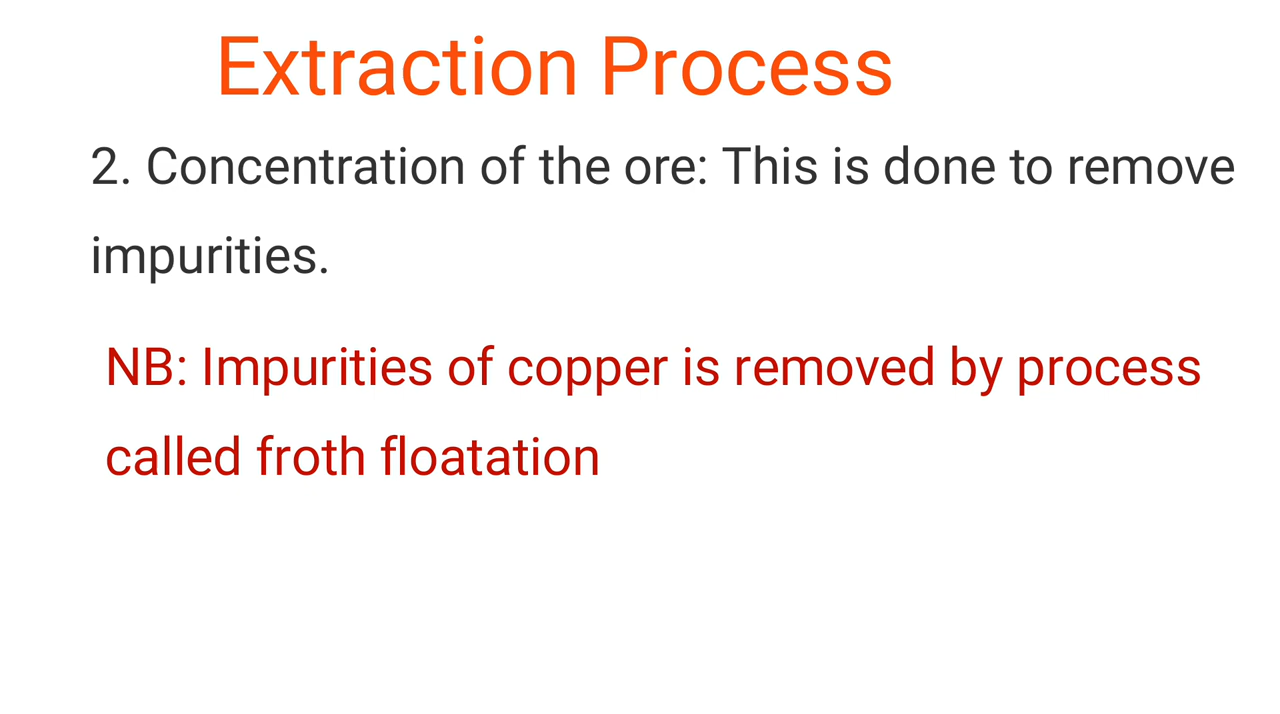 Extraction Process
2. Concentration of the ore: This is done to remove
impurities.
NB: Impurities of copper is removed by process
called froth floatation